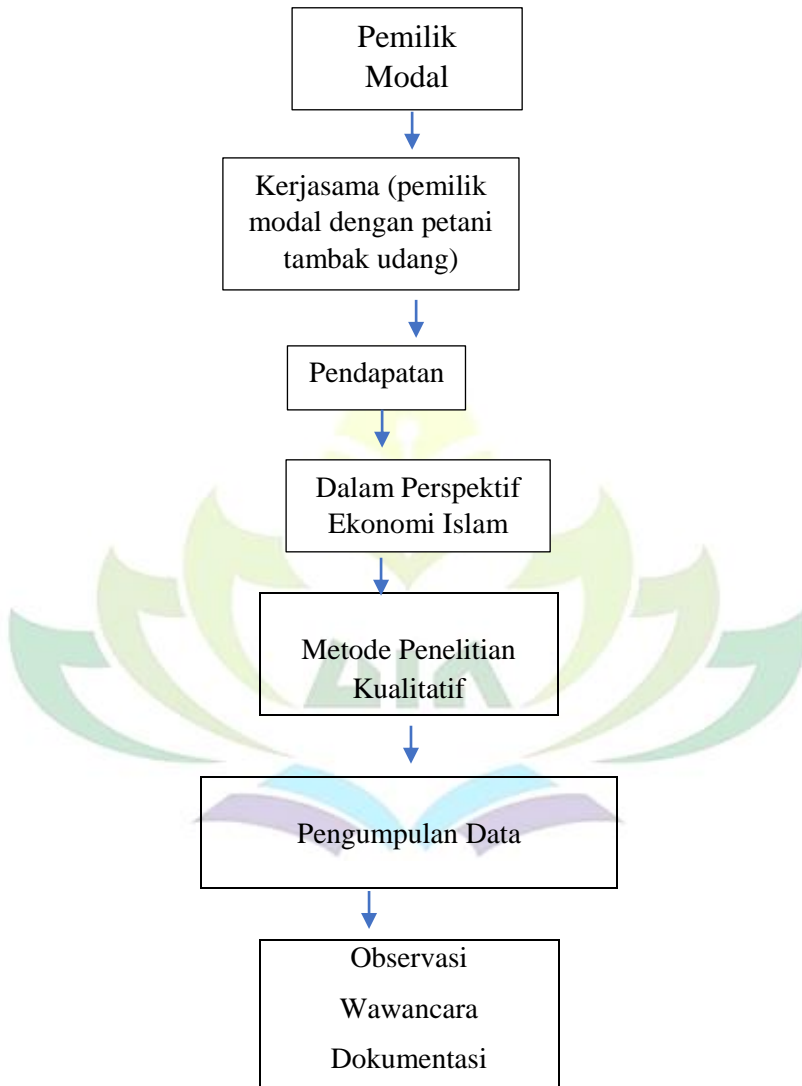 Pemilik
Modal
Kerjasama (pemilik
modal dengan petani
tambak udang)
Pendapatan
Dalam Perspektif
Ekonomi Islam
Metode Penelitian
Kualitatif
Pengumpulan Data
Observasi
Wawancara
Dokumentasi